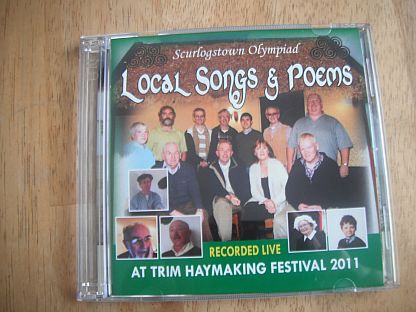 Scurlogstown Olympiad
Local Songs & Poems
RECORDED LIVE
AT TRIM HAYMAKING FESTIVAL 2011